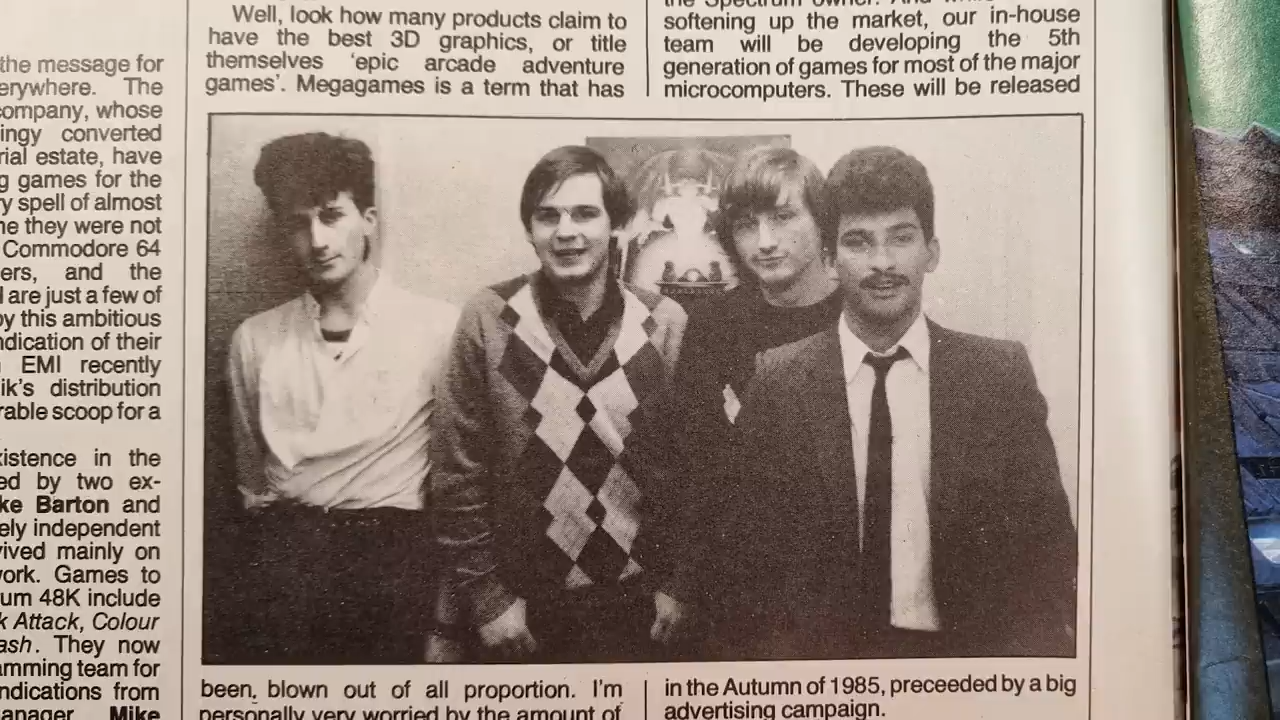 the message for
erywhere. The
company, whose
ingy converted
rial estate, have
g games for the
y spell of almost
ne they were not
Commodore 64
ers, and the
l are just a few of
by this ambitious
ndication of their
EMI recently
ik's distribution
rable scoop for a
xistence in the
ed by two ex-
ke Barton and
ely independent
vived mainly on
work. Games to
um 48K include
k Attack, Colour
ash. They now
amming team for
ndications from
anager Mike
Well, look how many products claim to
have the best 3D graphics, or title
themselves 'epic arcade adventure
games'. Megagames is a term that has
been, blown out of all proportion. I'm
personally very worried by the amount of
the Spectrum owner. And while
softening up the market, our in-house
team will be developing the 5th
generation of games for most of the major
microcomputers. These will be released
in the Autumn of 1985, preceeded by a big
advertising campaign.